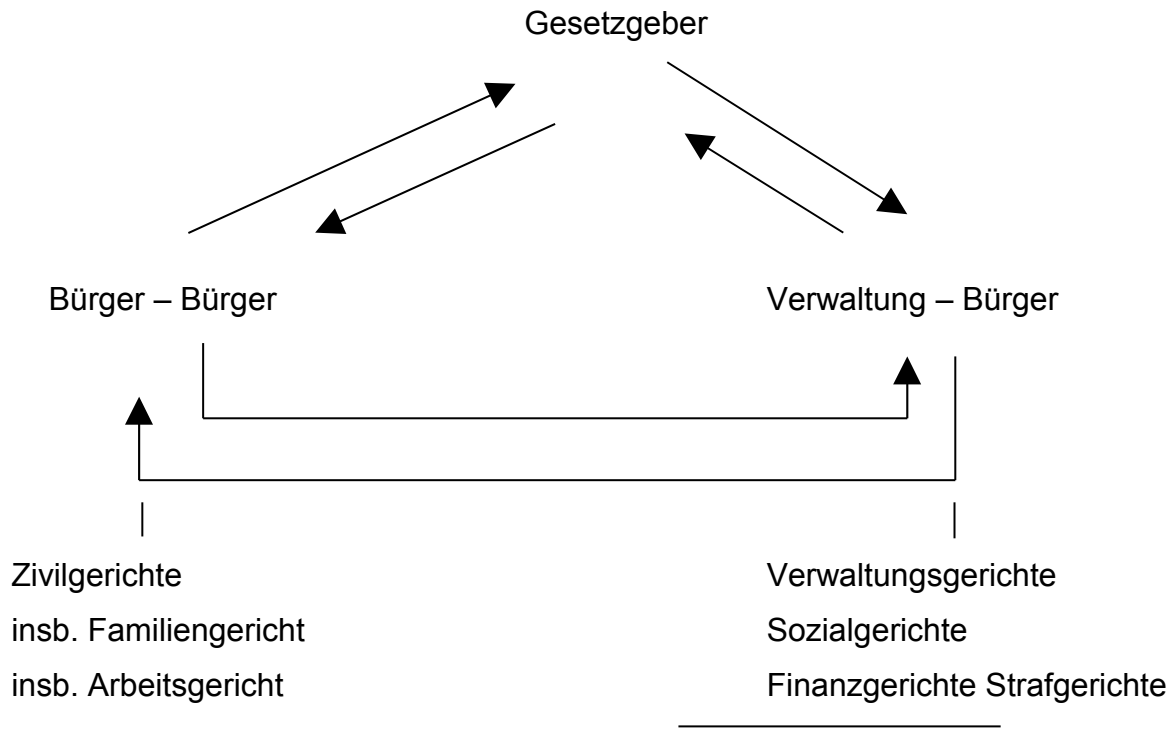 Gesetzgeber
Bürger – Bürger
Verwaltung – Bürger
Zivilgerichte
insb. Familiengericht
insb. Arbeitsgericht
Verwaltungsgerichte
Sozialgerichte
Finanzgerichte Strafgerichte